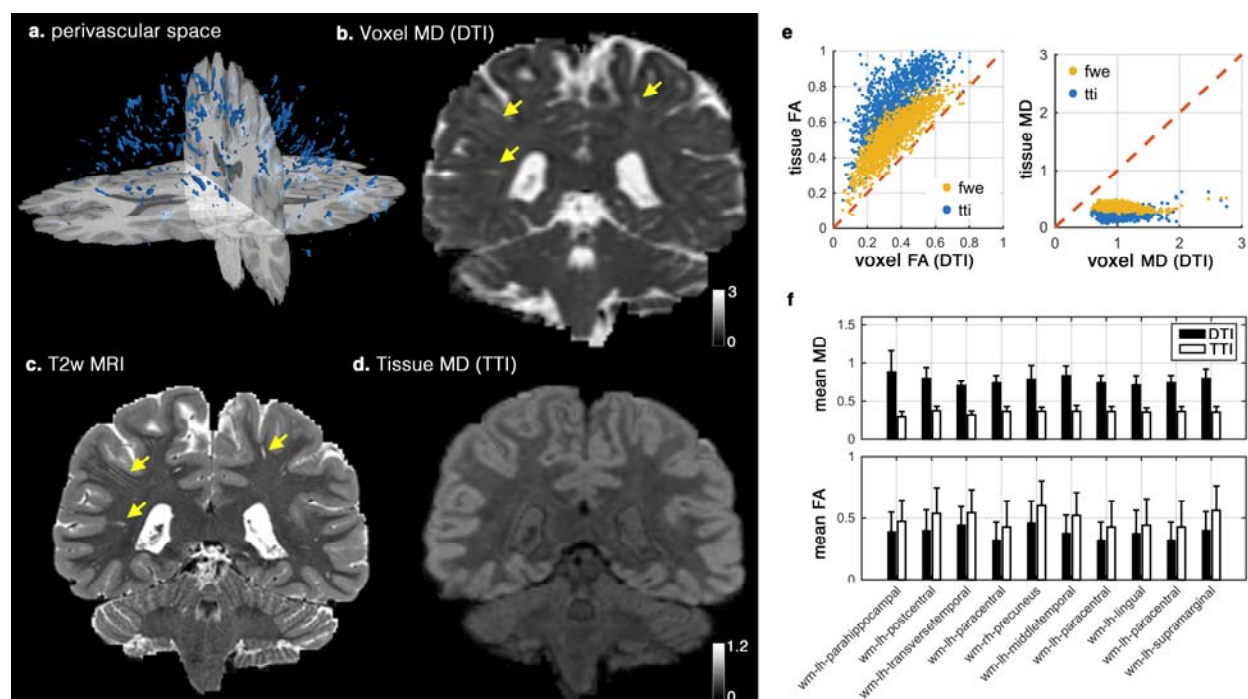 a. perivascular space
b. Voxel MD (DTI)
3
0
c. T2w MRI
d. Tissue MD (TTI)
1.2
0
e
tissue FA
1
0.8
0.6
0.4
0.2
0
0.2 0.4 0.6 0.8 1
voxel FA (DTI)
fwe
tti
tissue MD
3
2
1
0
0 1 2 3
voxel MD (DTI)
fwe
tti
f
mean MD
1.5
1
0.5
0
DTI
TTI
mean FA
1
0.5
0
wm-lh-parahippocampal
wm-lh-postcentral
wm-lh-transversetemporal
wm-lh-paracentral
wm-rh-precuneus
wm-lh-middletemporal
wm-lh-paracentral
wm-lh-lingual
wm-lh-paracentral
wm-lh-supramarginal